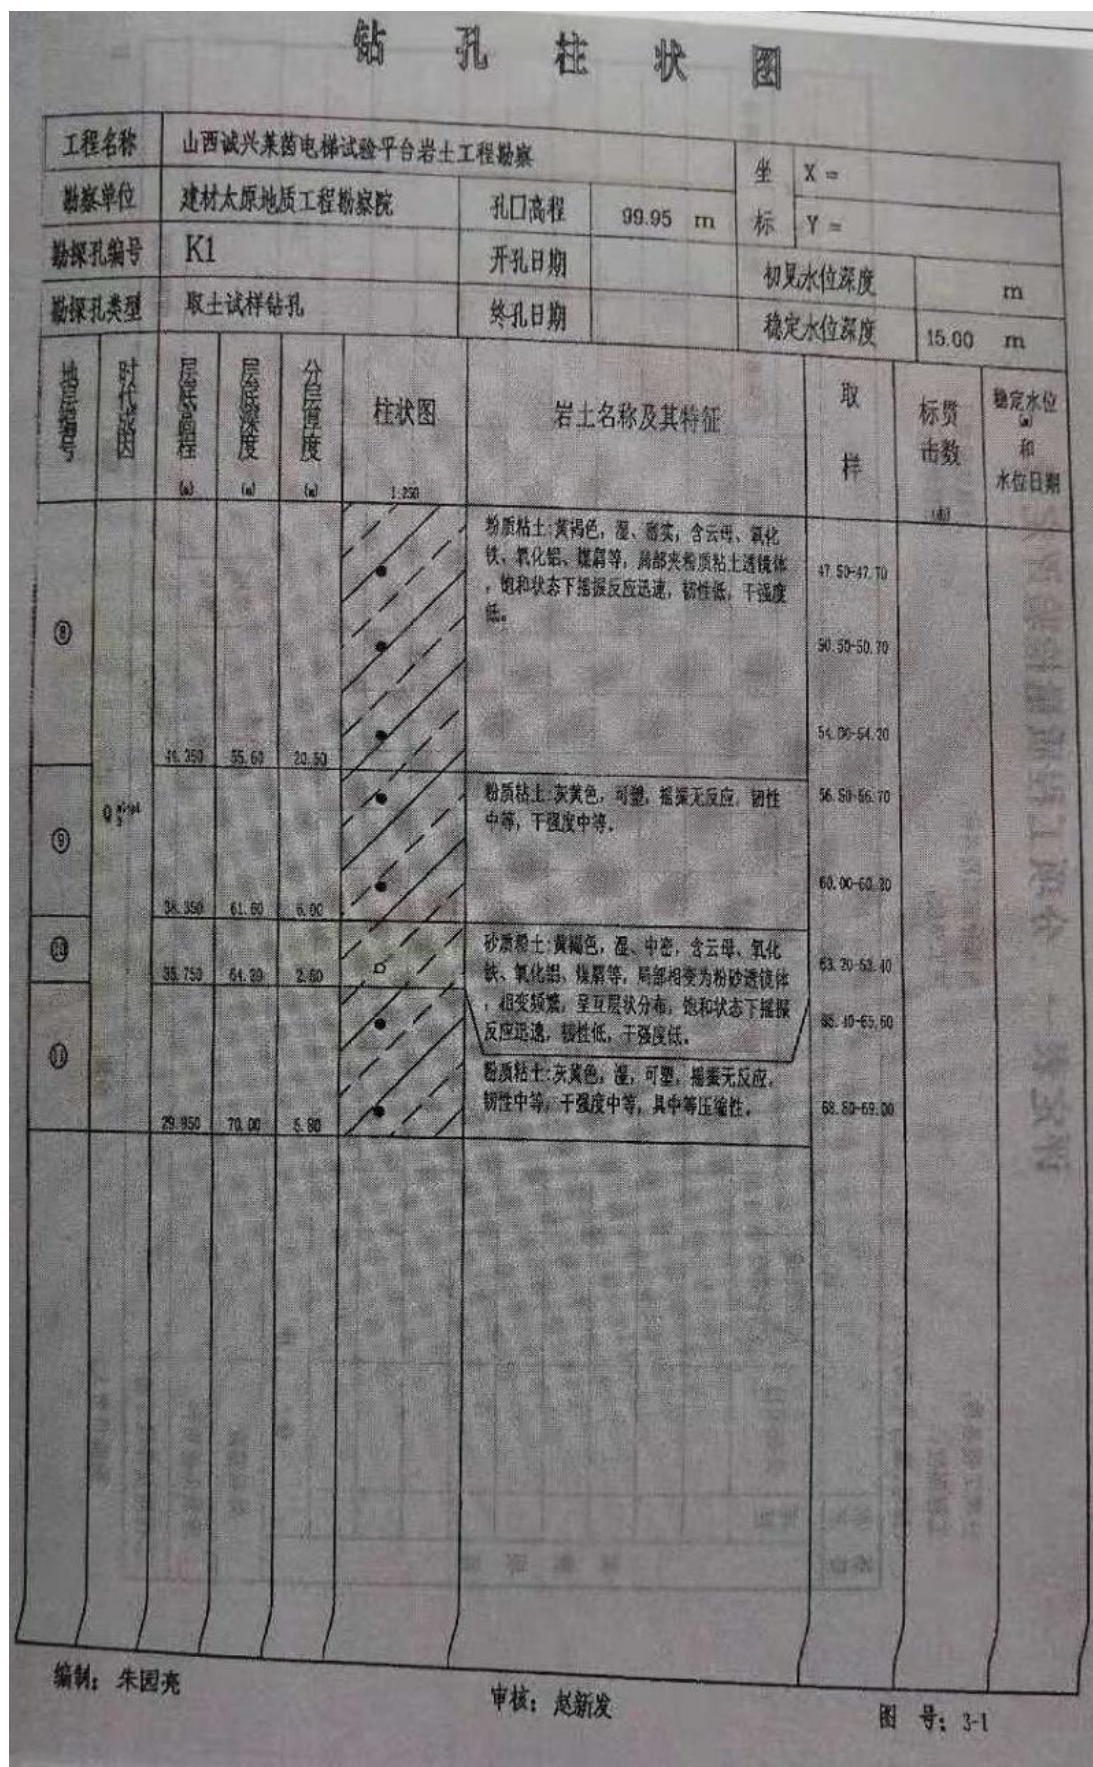 钻孔柱状图
工程名称 山西诚兴莱茵电梯试验平台岩土工程勘察 坐标 X =
勘察单位 建材太原地质工程勘察院 孔口高程 99.95 m Y =
勘探孔编号 K1 开孔日期 初见水位深度 m
勘探孔类型 取土试样钻孔 终孔日期 稳定水位深度 15.00 m
地层编号 时代成因 层底高程(m) 层底深度(m) 分层厚度(m) 柱状图 1:250 岩土名称及其特征 取样 标贯击数 稳定水位(m)和水位日期
粉质粘土:黄褐色，湿、密实，含云母、氧化
铁、氧化铝、煤屑等，局部夹粉质粘土透镜体
，饱和状态下摇振反应迅速，韧性低，干强度
低。
47.50-47.70
⑧
50.50-50.70
54.00-54.20
44.350 55.60 20.50
粉质粘土:灰黄色，可塑，摇振无反应，韧性
中等，干强度中等。
56.50-56.70
⑨
60.00-60.20
38.350 61.60 6.00
砂质粉土:黄褐色，湿、中密，含云母、氧化
铁、氧化铝、煤屑等，局部相变为粉砂透镜体
，相变频繁，呈互层状分布，饱和状态下摇振
反应迅速，韧性低，干强度低。
⑩
63.20-63.40
35.750 64.20 2.60
65.40-65.60
⑪
粉质粘土:灰黄色，湿，可塑，摇振无反应，
韧性中等，干强度中等，具中等压缩性。
68.80-69.00
29.950 70.00 5.80
编制：朱园亮
审核：赵新发
图 号：3-1